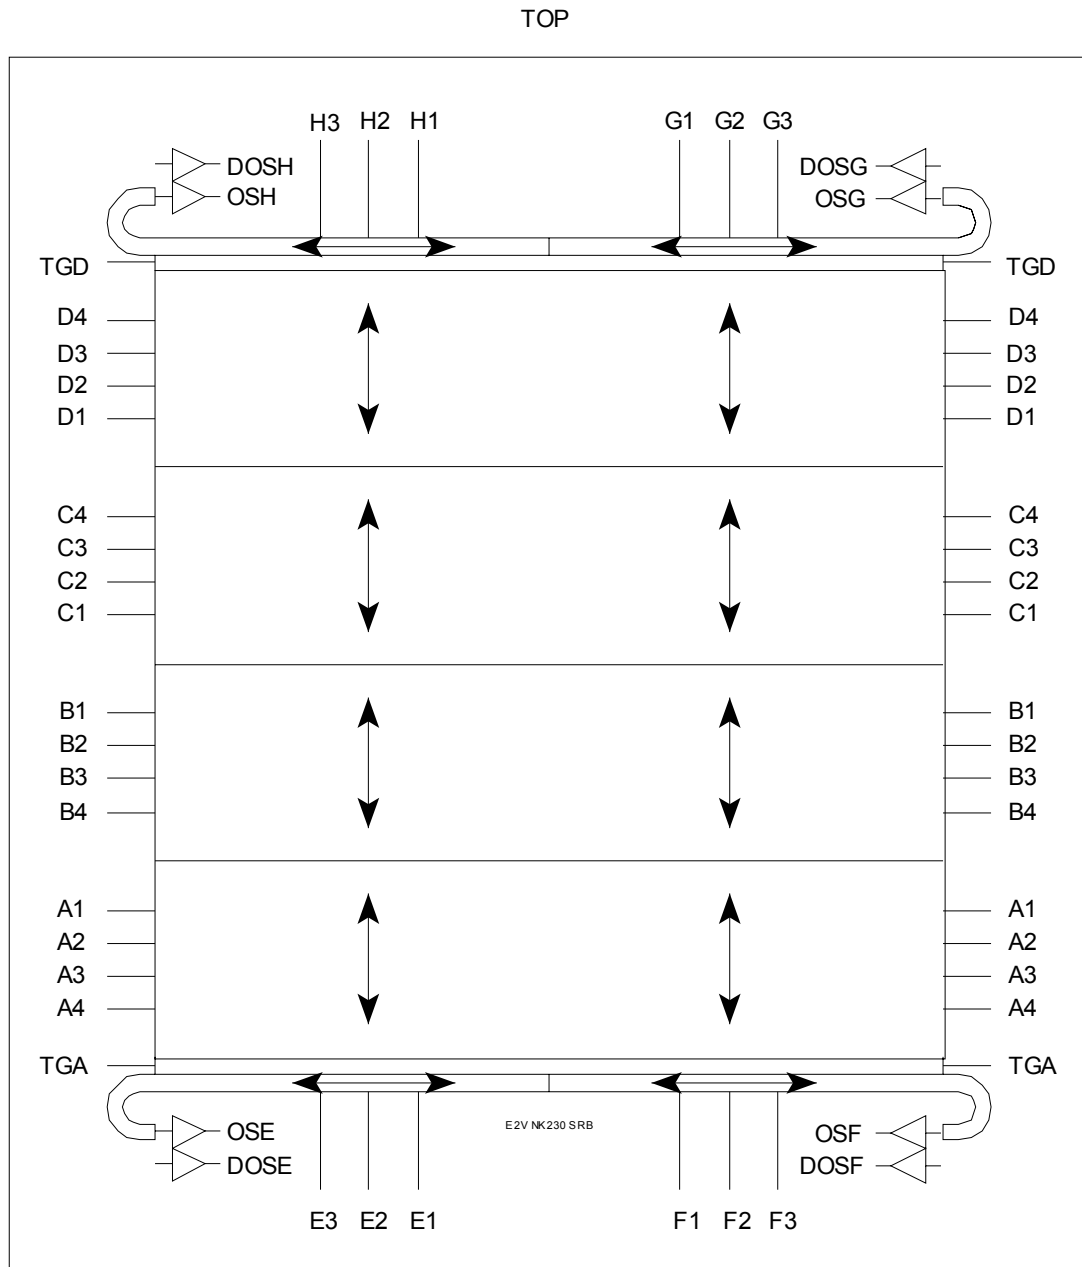 TOP
H3 H2 H1 G1 G2 G3
DOSH DOSG
OSH OSG
TGD TGD
D4 D4
D3 D3
D2 D2
D1 D1
C4 C4
C3 C3
C2 C2
C1 C1
B1 B1
B2 B2
B3 B3
B4 B4
A1 A1
A2 A2
A3 A3
A4 A4
TGA TGA
E2V NK230 SRB
OSE OSF
DOSE DOSF
E3 E2 E1 F1 F2 F3